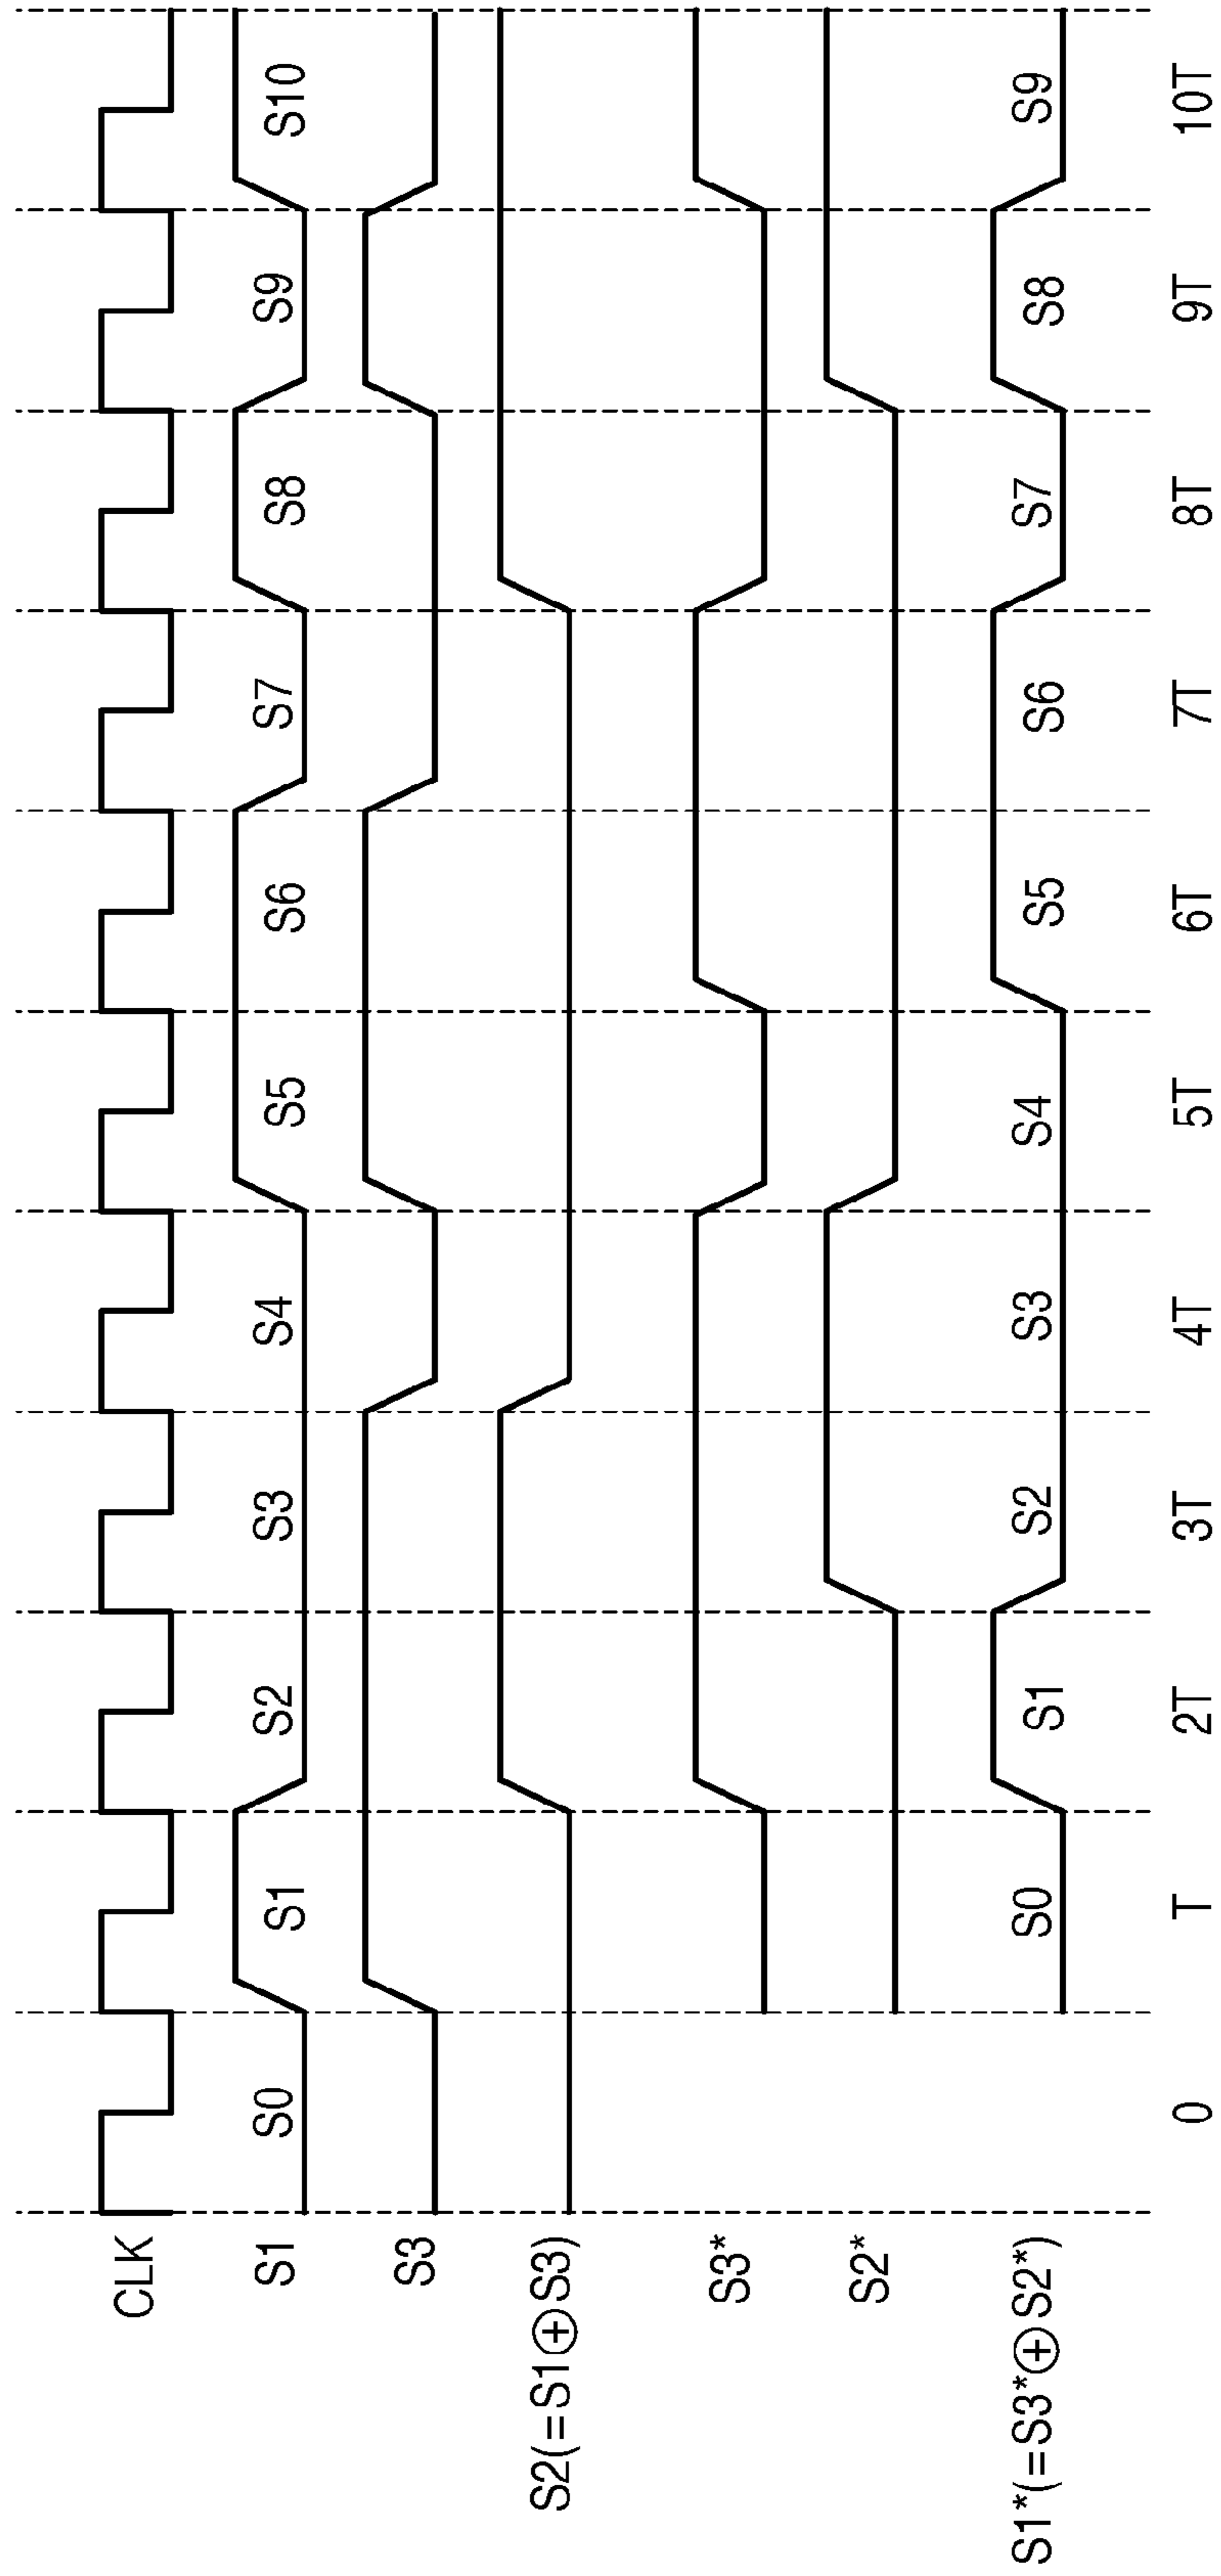 CLK
S1 S0 S1 S2 S3 S4 S5 S6 S7 S8 S9 S10
S3
S2(=S1⊕S3)
S3*
S2*
S1*(=S3*⊕S2*) S0 S1 S2 S3 S4 S5 S6 S7 S8 S9
0 T 2T 3T 4T 5T 6T 7T 8T 9T 10T